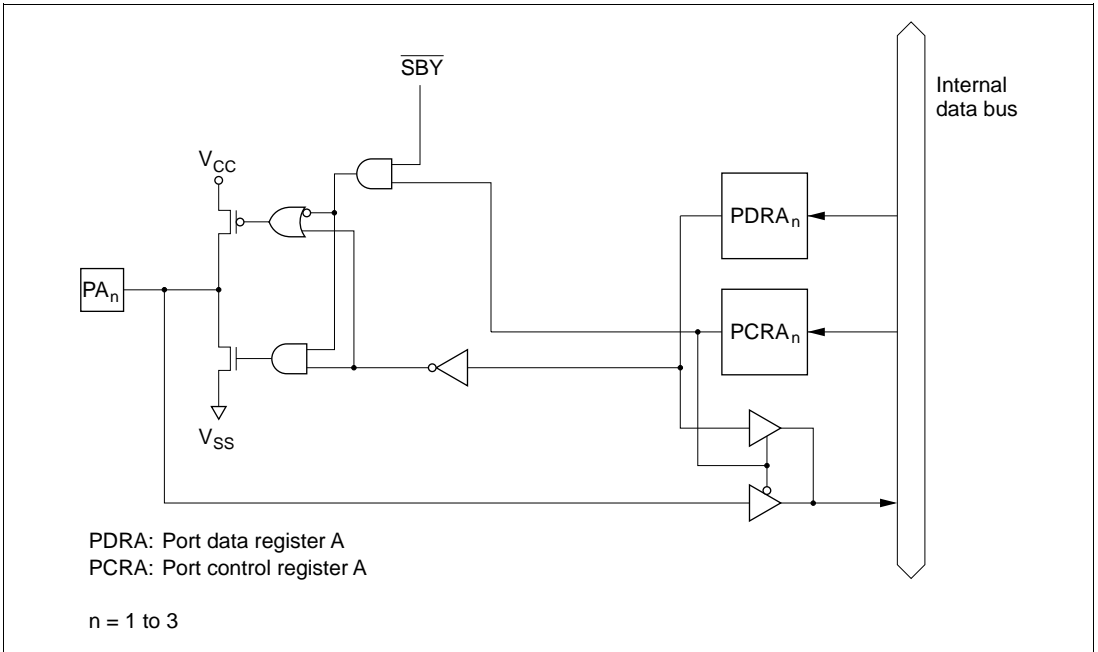 SBY
Internal
data bus
VCC
PDRAn
PCRAn
PAn
VSS
PDRA: Port data register A
PCRA: Port control register A
n = 1 to 3